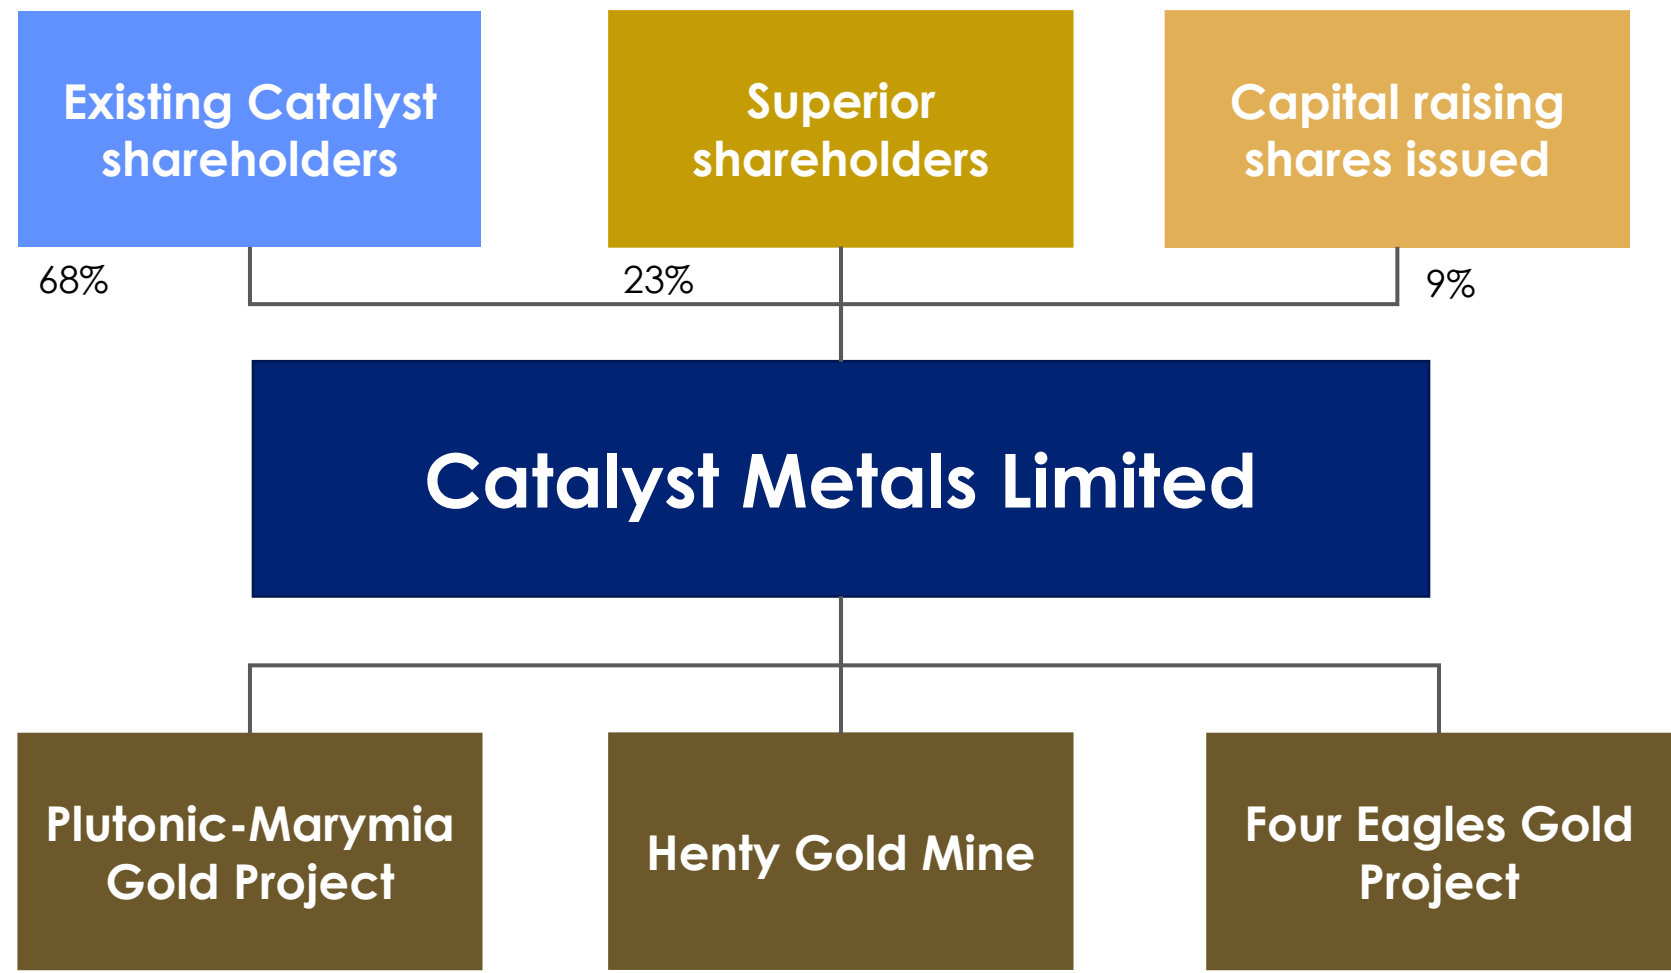 Existing Catalyst
shareholders
Superior
shareholders
Capital raising
shares issued
68%
23%
9%
Catalyst Metals Limited
Plutonic-Marymia
Gold Project
Henty Gold Mine
Four Eagles Gold
Project